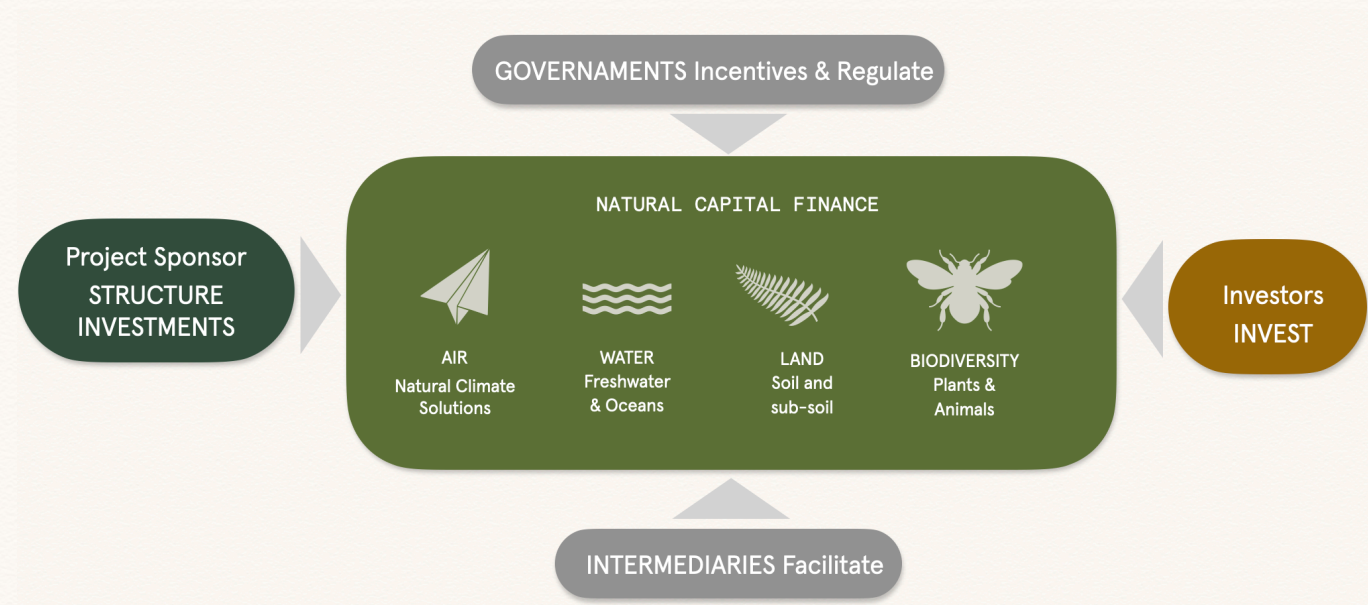 GOVERNAMENTS Incentives & Regulate
NATURAL CAPITAL FINANCE
Project Sponsor
STRUCTURE
INVESTMENTS
AIR
Natural Climate
Solutions
WATER
Freshwater
& Oceans
LAND
Soil and
sub-soil
BIODIVERSITY
Plants &
Animals
Investors
INVEST
INTERMEDIARIES Facilitate